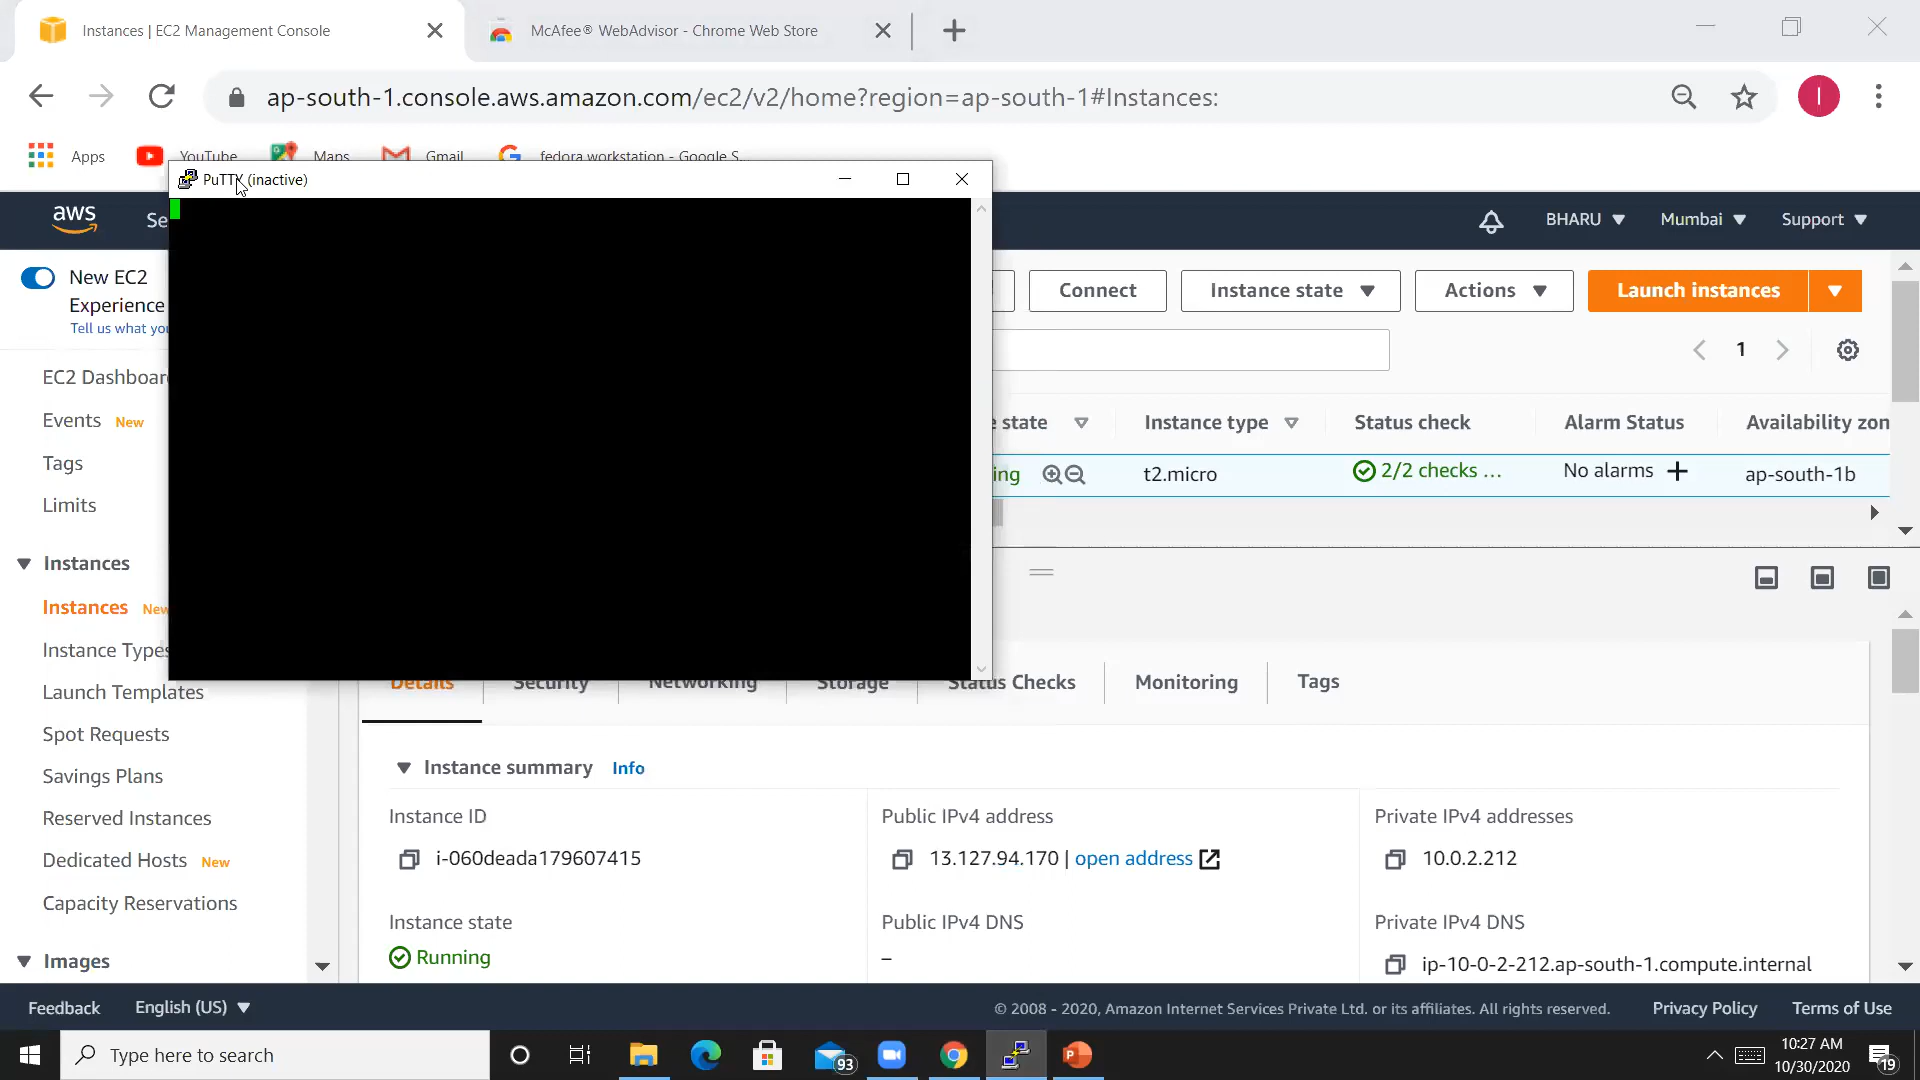 Instances | EC2 Management Console
McAfee® WebAdvisor - Chrome Web Store
ap-south-1.console.aws.amazon.com/ec2/v2/home?region=ap-south-1#Instances:
I
Apps
YouTube
Maps
Gmail
fedora workstation - Google S...
PuTTY (inactive)
aws
Se
BHARU
Mumbai
Support
New EC2
Experience
Tell us what you
Connect
Instance state
Actions
Launch instances
1
EC2 Dashboar
Events New
Tags
Limits
Instances
Instances New
Instance Types
Launch Templates
Spot Requests
Savings Plans
Reserved Instances
Dedicated Hosts New
Capacity Reservations
Images
e state
Instance type
Status check
Alarm Status
Availability zon
ing
t2.micro
2/2 checks ...
No alarms
ap-south-1b
Details
Security
Networking
Storage
Status Checks
Monitoring
Tags
Instance summary Info
Instance ID
Public IPv4 address
Private IPv4 addresses
i-060deada179607415
13.127.94.170 | open address
10.0.2.212
Instance state
Public IPv4 DNS
Private IPv4 DNS
Running
–
ip-10-0-2-212.ap-south-1.compute.internal
Feedback
English (US)
© 2008 - 2020, Amazon Internet Services Private Ltd. or its affiliates. All rights reserved.
Privacy Policy
Terms of Use
Type here to search
93
10:27 AM
10/30/2020
19